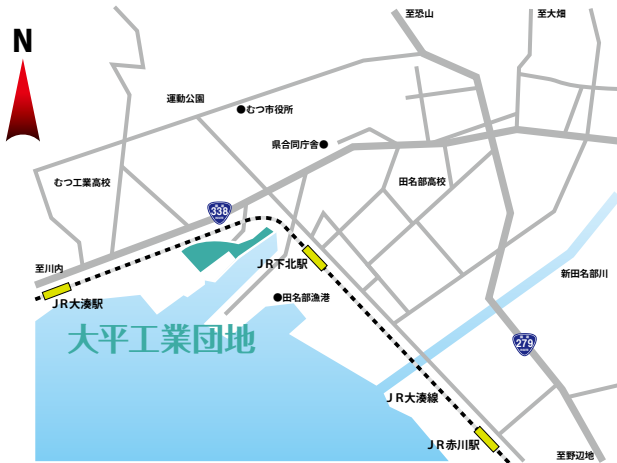 至恐山
至大畑
N
運動公園
むつ市役所
県合同庁舎
むつ工業高校
田名部高校
338
至川内
JR下北駅
新田名部川
JR大湊駅
田名部漁港
大平工業団地
279
JR大湊線
JR赤川駅
至野辺地